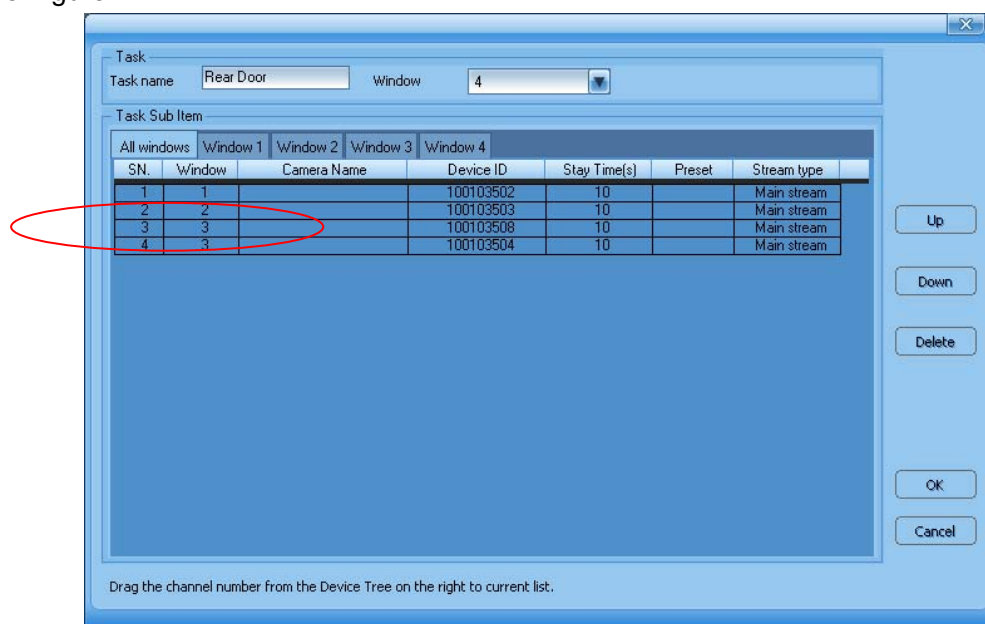 Task
Task name Rear Door Window 4
Task Sub Item
All windows Window 1 Window 2 Window 3 Window 4
SN. Window Camera Name Device ID Stay Time(s) Preset Stream type
1 1 100103502 10 Main stream
2 2 100103503 10 Main stream
3 3 100103508 10 Main stream
4 3 100103504 10 Main stream
Up
Down
Delete
OK
Cancel
Drag the channel number from the Device Tree on the right to current list.